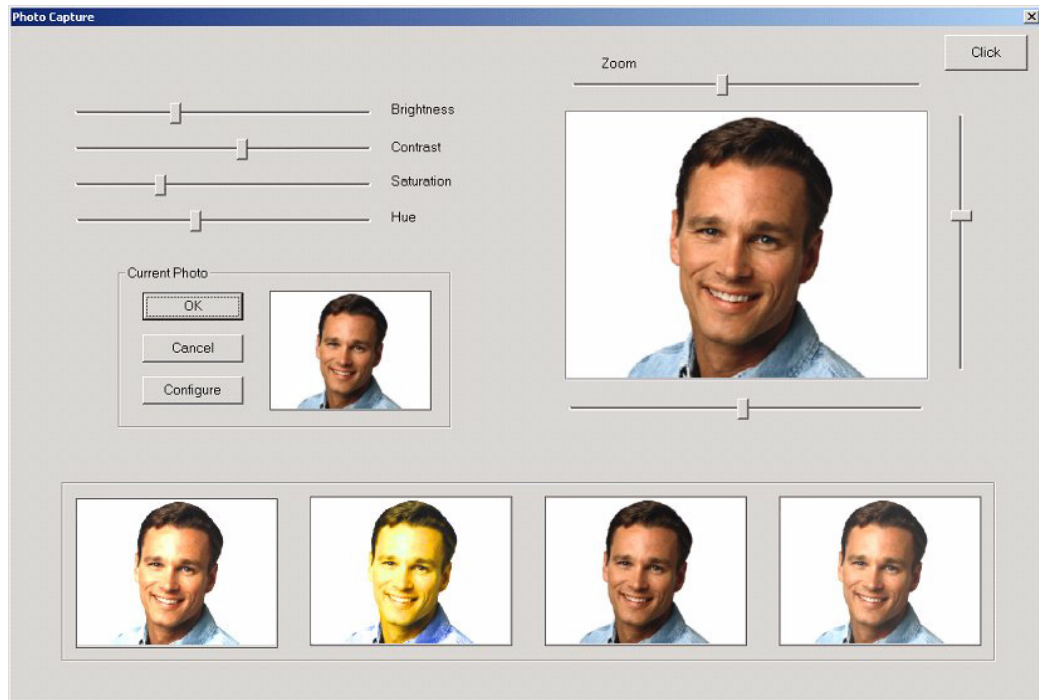 Photo Capture
Click
Zoom
Brightness
Contrast
Saturation
Hue
Current Photo
OK
Cancel
Configure